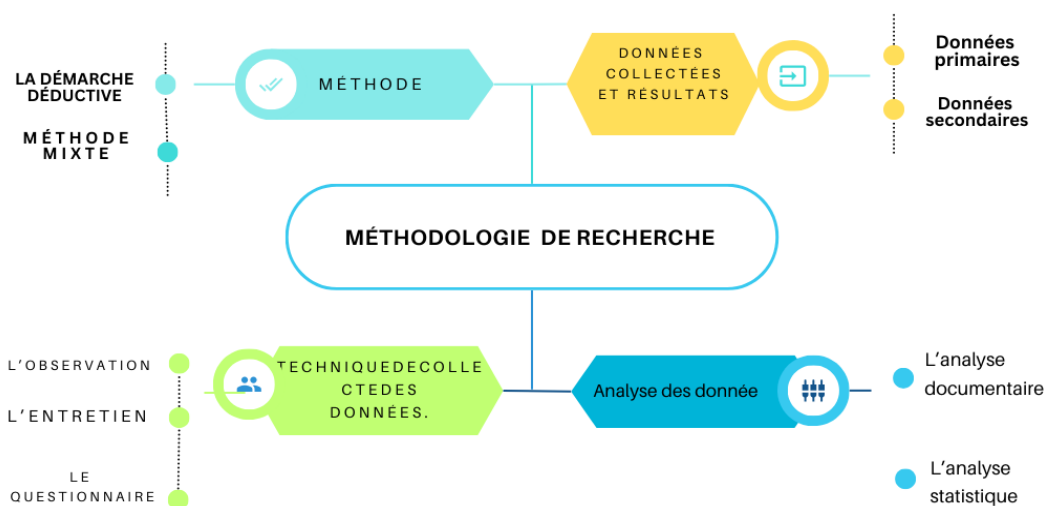 LA DÉMARCHE
DÉDUCTIVE
MÉTHODE
MIXTE
MÉTHODE
DONNÉES
COLLECTÉES
ET RÉSULTATS
Données
primaires
Données
secondaires
MÉTHODOLOGIE DE RECHERCHE
L'OBSERVATION
L'ENTRETIEN
LE
QUESTIONNAIRE
TECHNIQUEDECOLLE
CTEDES
DONNÉES.
Analyse des donnée
L'analyse
documentaire
L'analyse
statistique